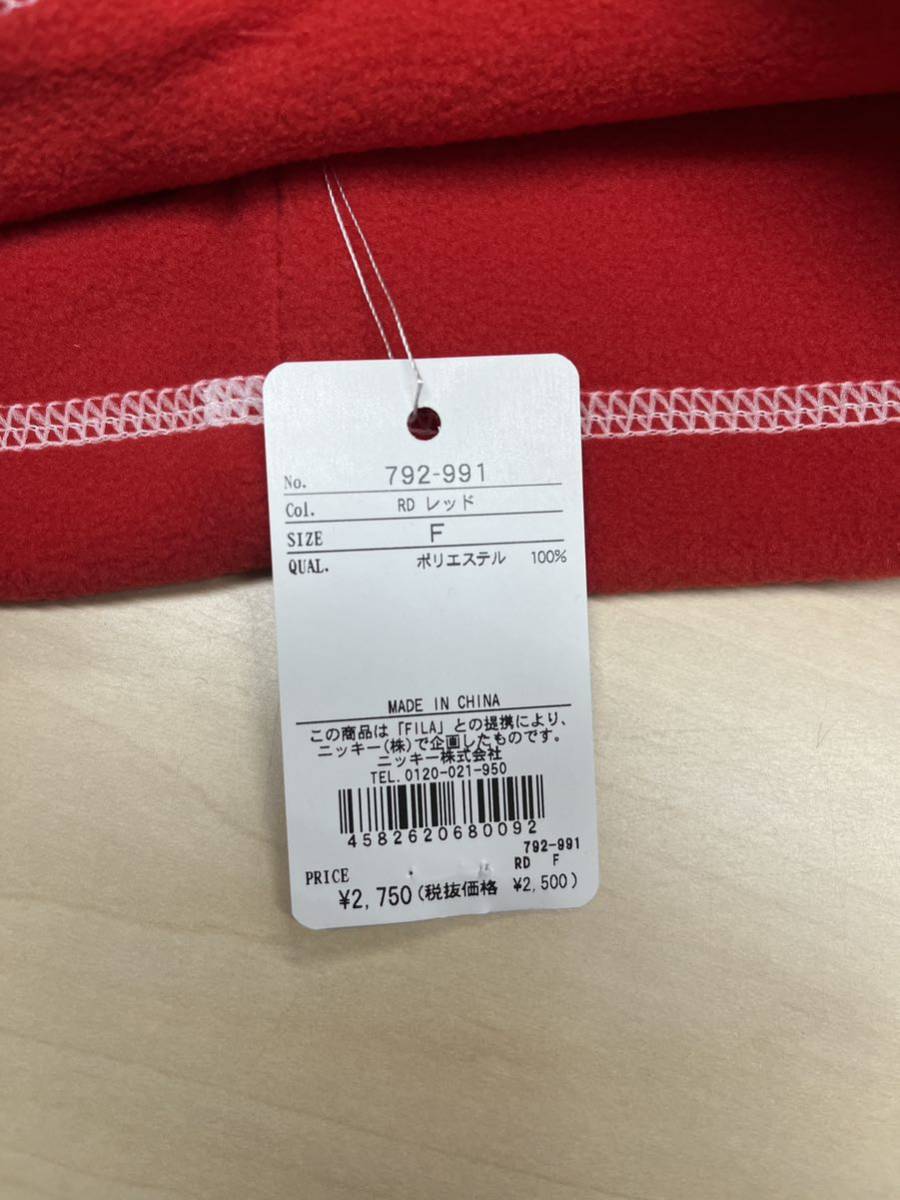 No. 792-991
Col. RD レッド
SIZE F
QUAL. ポリエステル 100%
MADE IN CHINA
この商品は「FILA」との提携により、
ニッキー(株)で企画したものです。
ニッキー株式会社
TEL. 0120-021-950
4582620680092
792-991
RD F
PRICE
¥2,750(税抜価格 ¥2,500)